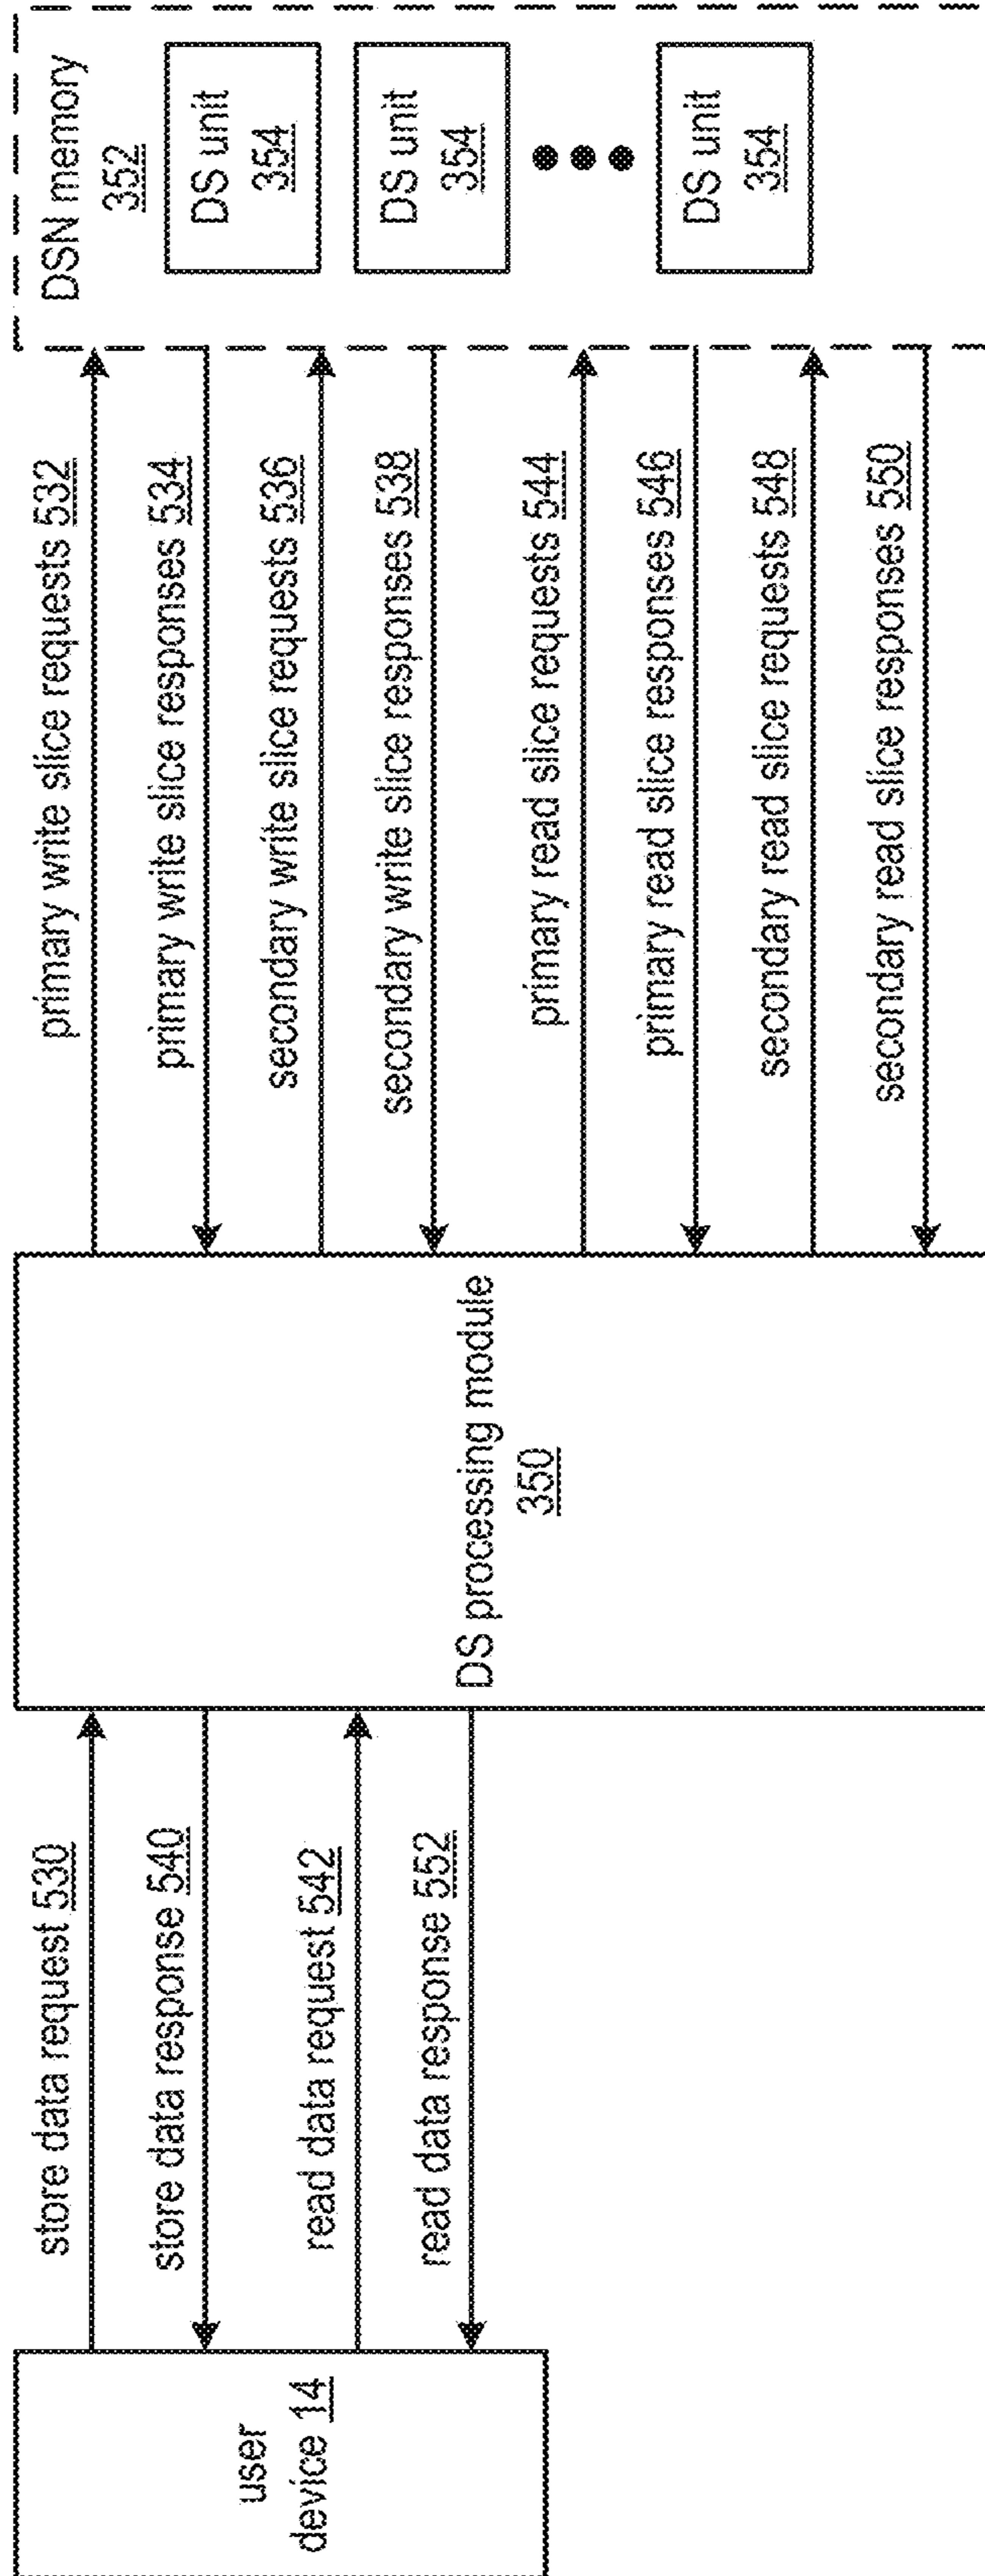 user
device 14
store data request 530
store data response 540
read data request 542
read data response 552
DS processing module
350
primary write slice requests 532
primary write slice responses 534
secondary write slice requests 536
secondary write slice responses 538
primary read slice requests 544
primary read slice responses 546
secondary read slice requests 548
secondary read slice responses 550
DSN memory
352
DS unit
354
DS unit
354
DS unit
354